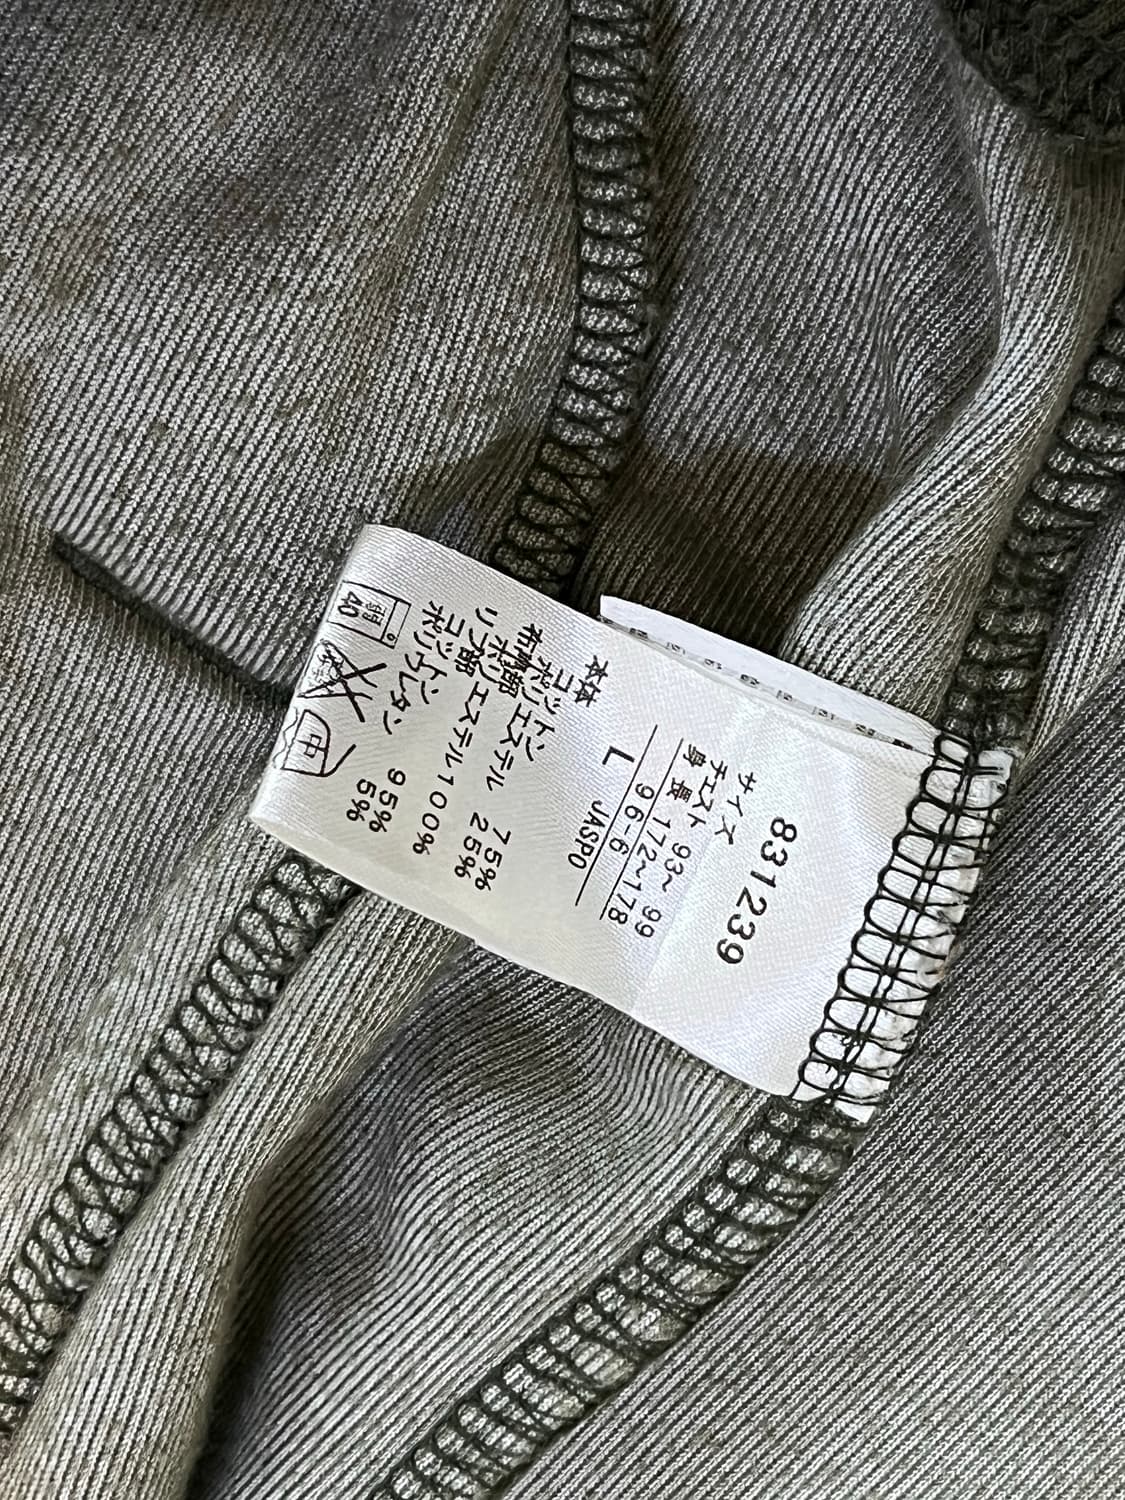 831239
サイズ
チェスト 93~ 99
身長 172~178
96-6
L
JASPO
本体
コットン 75%
ポリエステル 25%
布帛部
ポリエステル100%
リブ部
コットン 95%
ポリウレタン 5%
弱
40
中